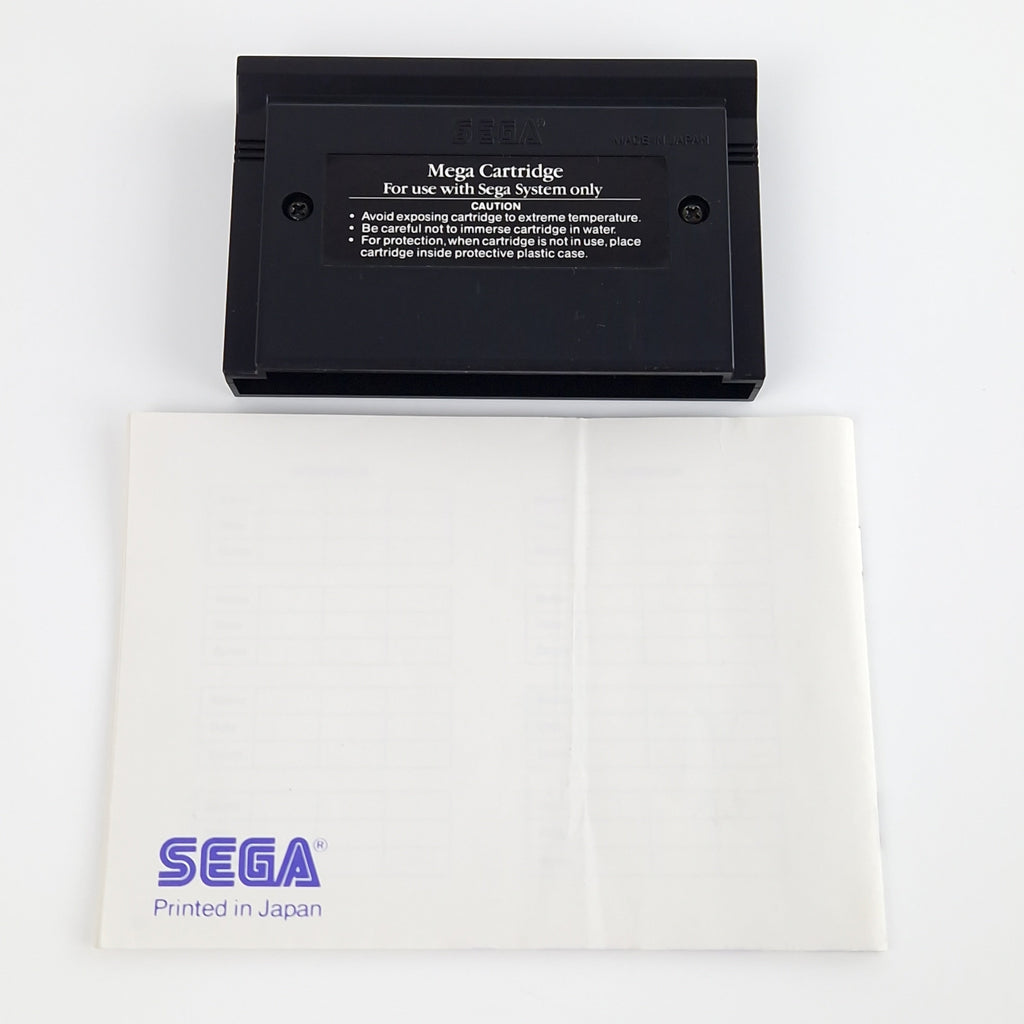 SEGA®
MADE IN JAPAN
Mega Cartridge
For use with Sega System only
CAUTION
• Avoid exposing cartridge to extreme temperature.
• Be careful not to immerse cartridge in water.
• For protection, when cartridge is not in use, place
cartridge inside protective plastic case.
SEGA®
Printed in Japan